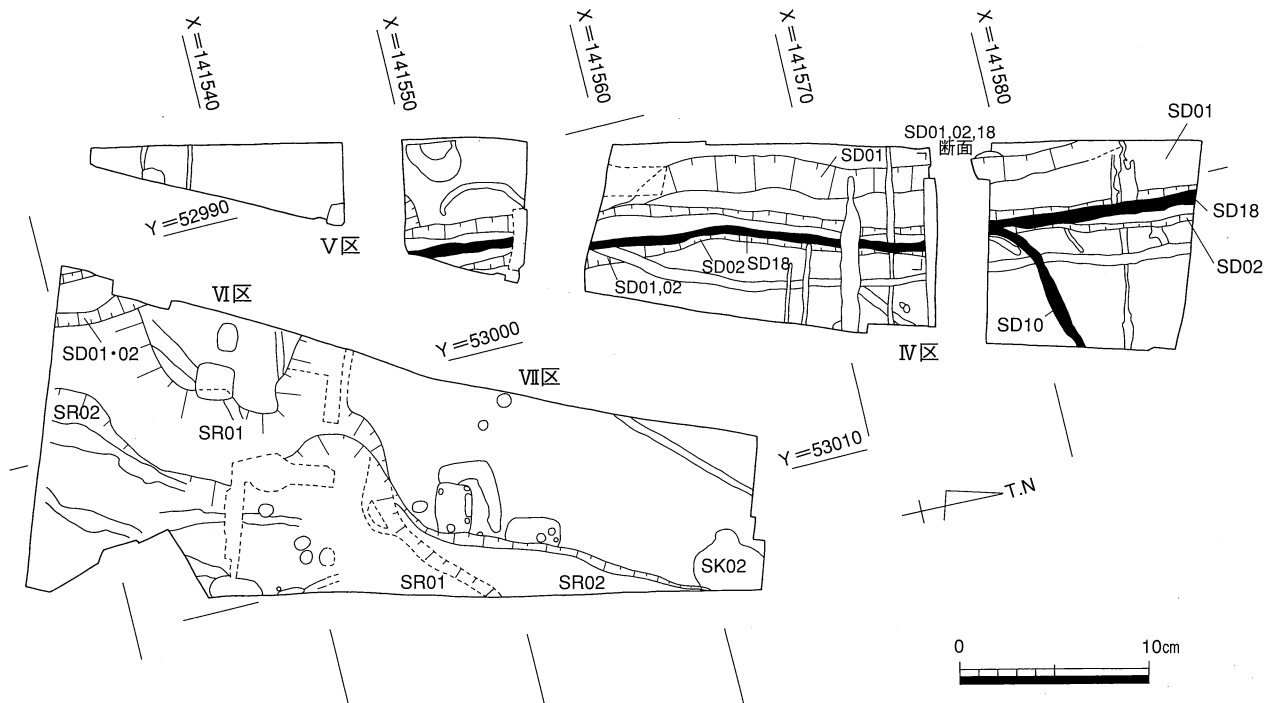 X＝141540
X＝141550
X＝141560
X＝141570
X＝141580
SD01
SD01,02,18
断面
SD01
SD18
Y＝52990
Ⅴ区
SD02
SD02
SD18
SD01,02
Ⅵ区
SD10
Y＝53000
Ⅳ区
SD01・02
Ⅶ区
SR02
SR01
Y＝53010
T.N
SK02
SR01
SR02
0
10㎝